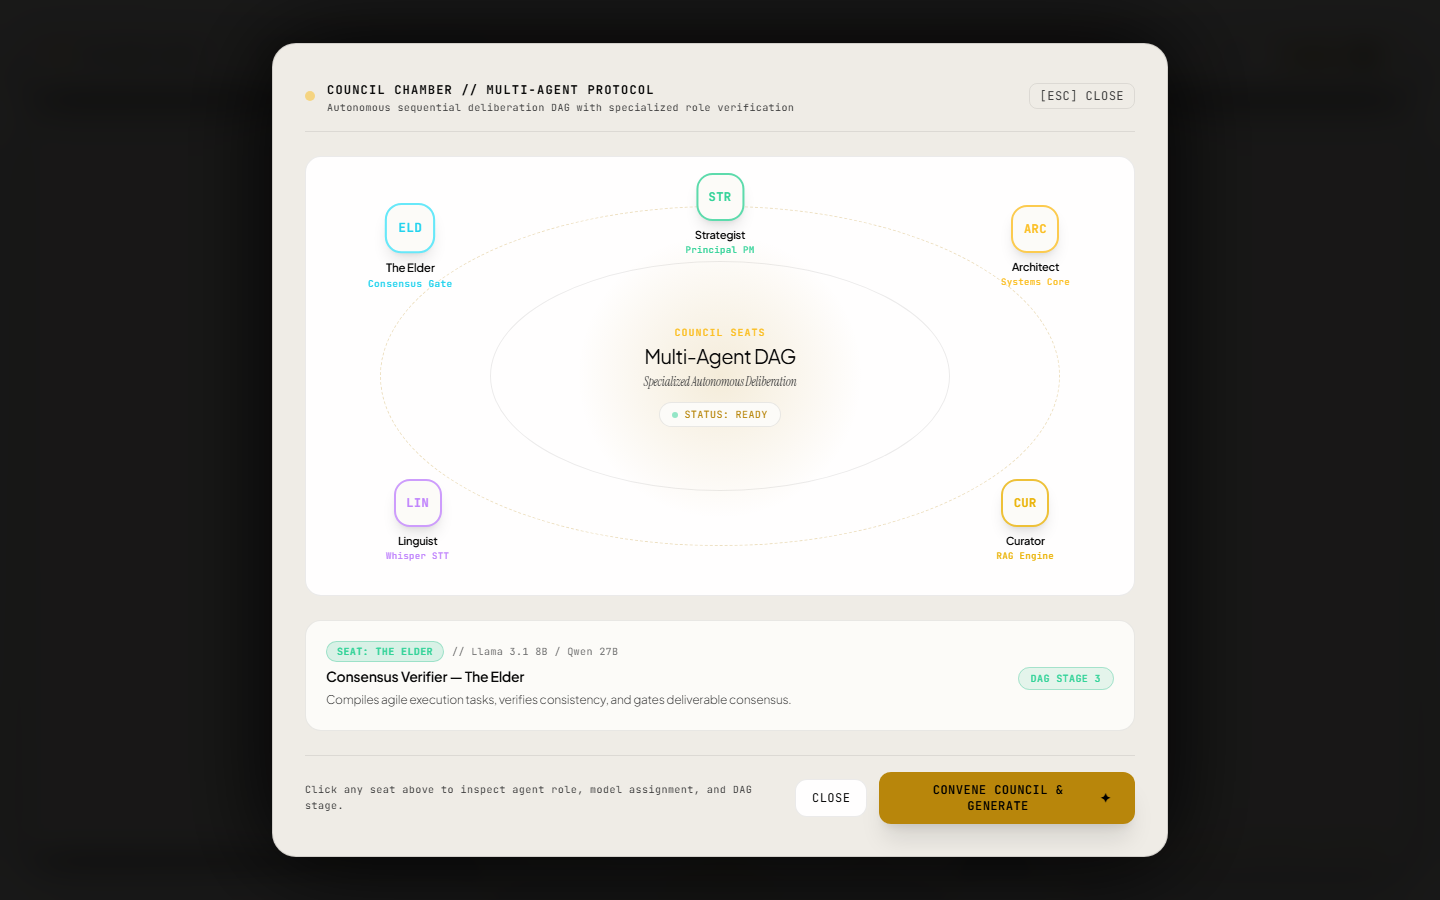 COUNCIL CHAMBER // MULTI-AGENT PROTOCOL
Autonomous sequential deliberation DAG with specialized role verification
[ESC] CLOSE
STR
Strategist
Principal PM
ELD
The Elder
Consensus Gate
ARC
Architect
Systems Core
COUNCIL SEATS
Multi-Agent DAG
Specialized Autonomous Deliberation
STATUS: READY
LIN
Linguist
Whisper STT
CUR
Curator
RAG Engine
SEAT: THE ELDER // Llama 3.1 8B / Qwen 27B
Consensus Verifier — The Elder
Compiles agile execution tasks, verifies consistency, and gates deliverable consensus.
DAG STAGE 3
Click any seat above to inspect agent role, model assignment, and DAG
stage.
CLOSE
CONVENE COUNCIL &
GENERATE ✦